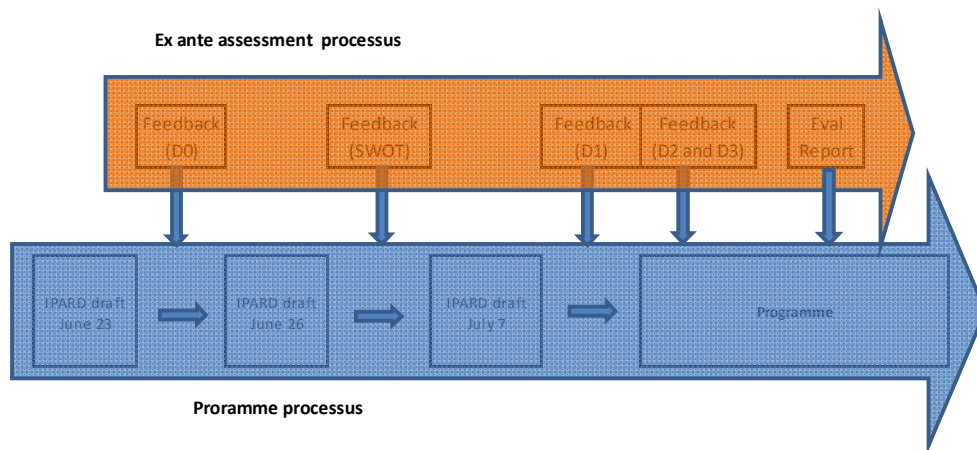 Ex ante assessment processus
Feedback
(D0)
Feedback
(SWOT)
Feedback
(D1)
Feedback
(D2 and D3)
Eval
Report
IPARD draft
June 23
IPARD draft
June 26
IPARD draft
July 7
Programme
Proramme processus